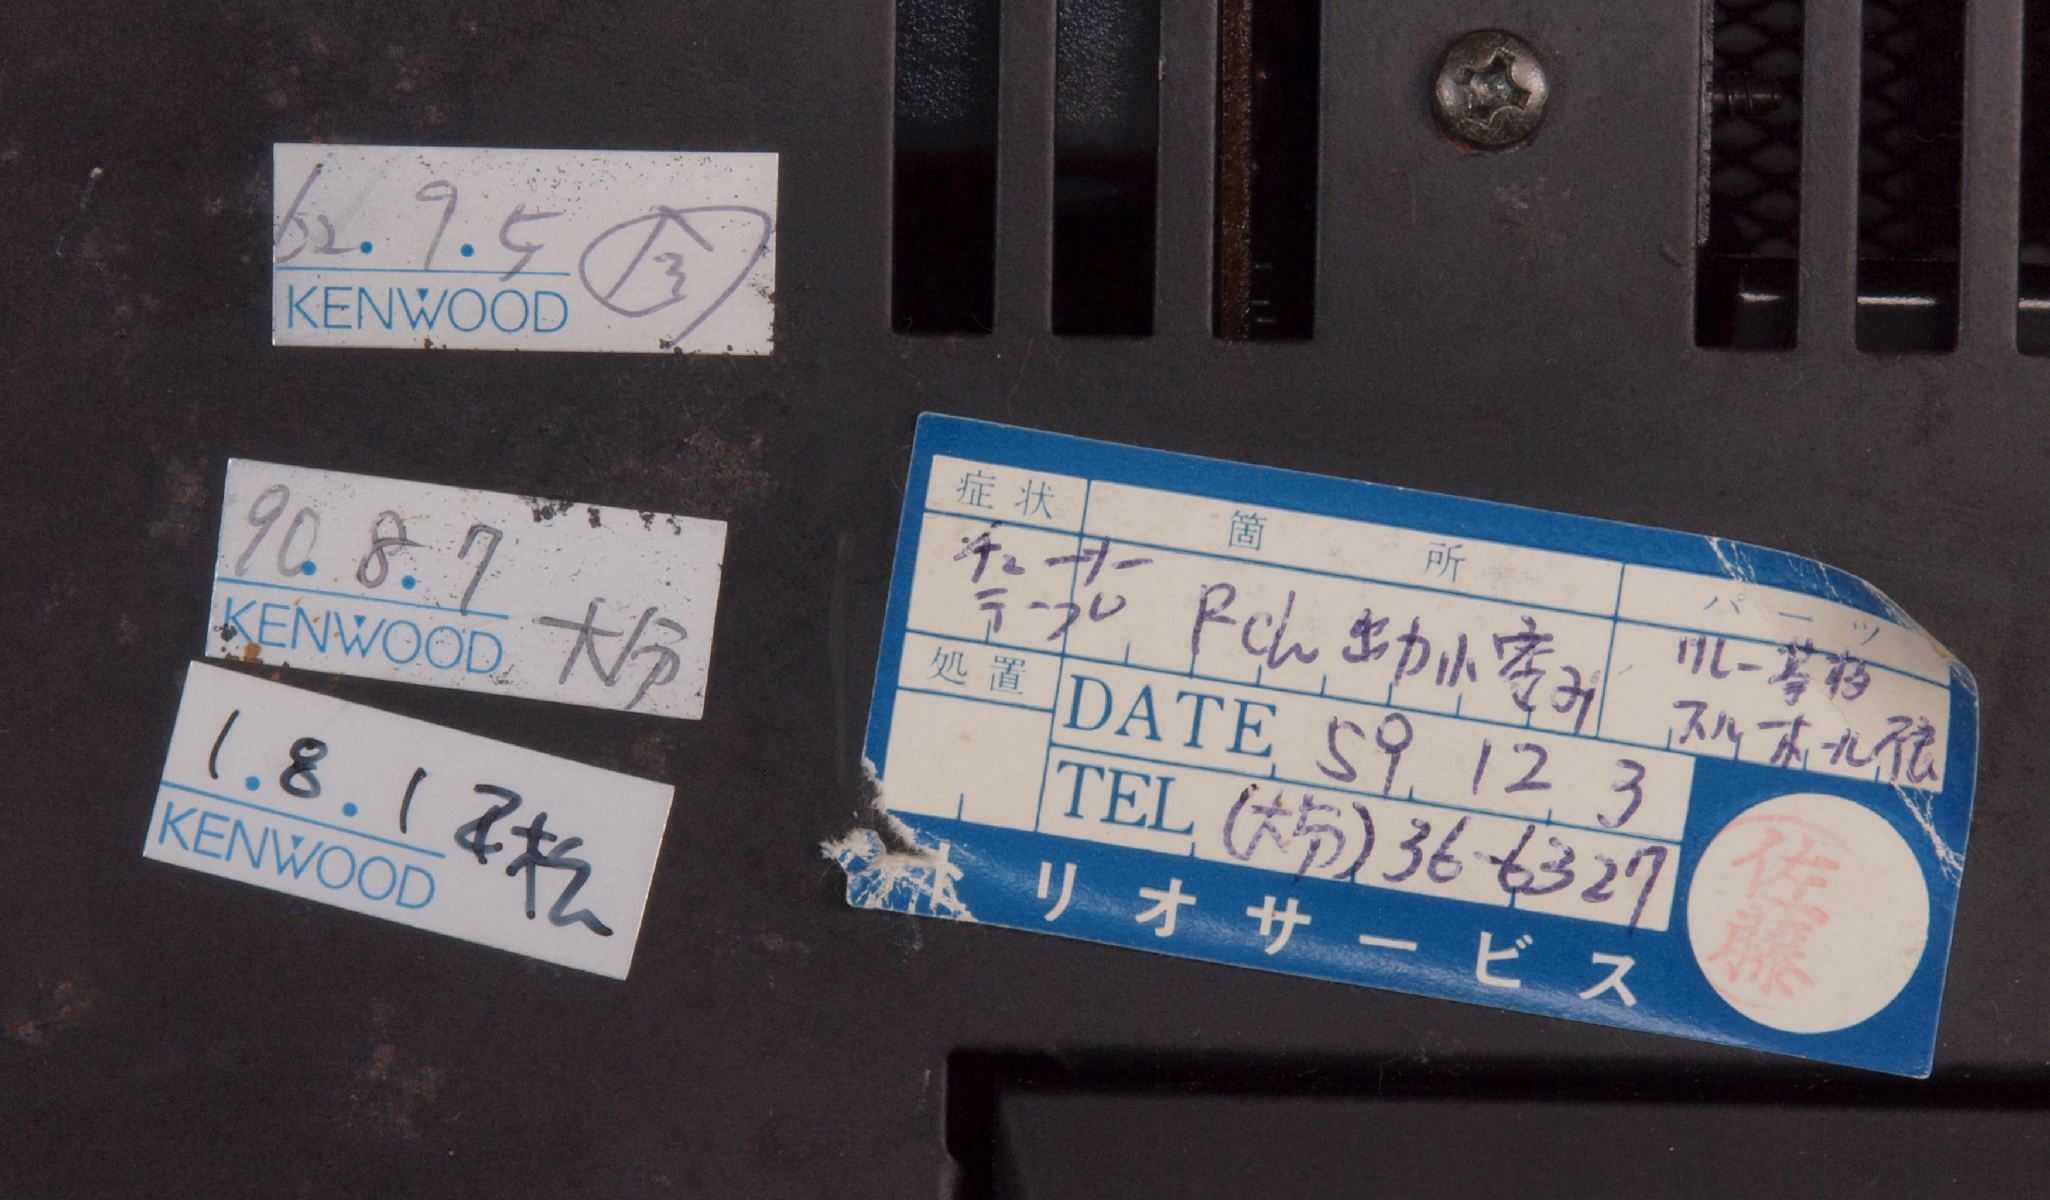 62. 9. 5
KENWOOD
90. 8. 7 大分
KENWOOD
1. 8. 1
KENWOOD
症状 箇所 パーツ
チューナー
テープ
Rch 出力小 歪み
リレー
スルーホール
処置
DATE 59 12 3
TEL (大分) 36-6327
トリオサービス
佐藤